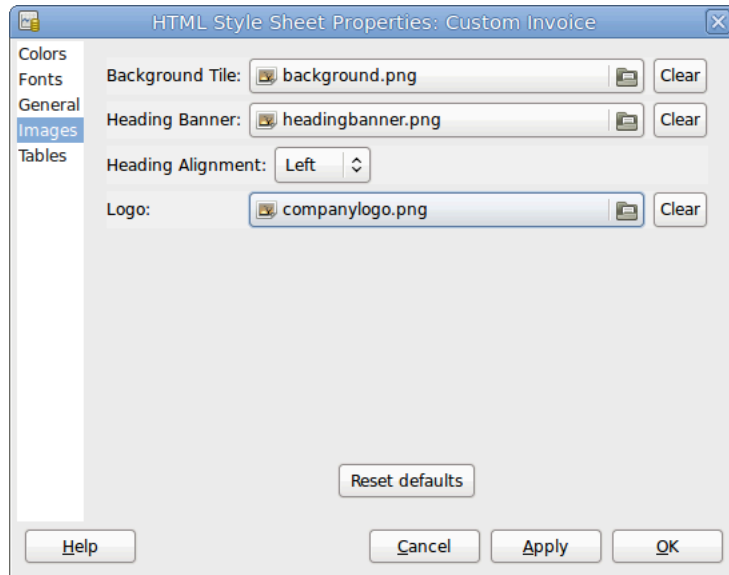 HTML Style Sheet Properties: Custom Invoice
Colors
Fonts
General
Images
Tables
Background Tile: background.png Clear
Heading Banner: headingbanner.png Clear
Heading Alignment: Left
Logo: companylogo.png Clear
Reset defaults
Help Cancel Apply OK